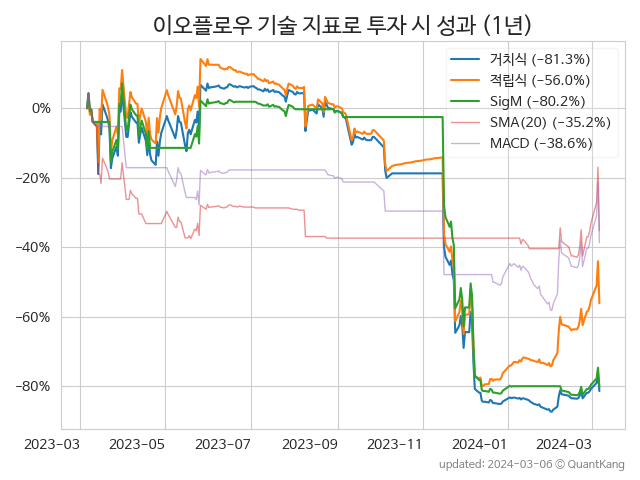 이오플로우 기술 지표로 투자 시 성과 (1년)
거치식 (−81.3%)
적립식 (−56.0%)
SigM (−80.2%)
SMA(20) (−35.2%)
MACD (−38.6%)
0%
−20%
−40%
−60%
−80%
2023−03 2023−05 2023−07 2023−09 2023−11 2024−01 2024−03
updated: 2024-03-06 © QuantKang